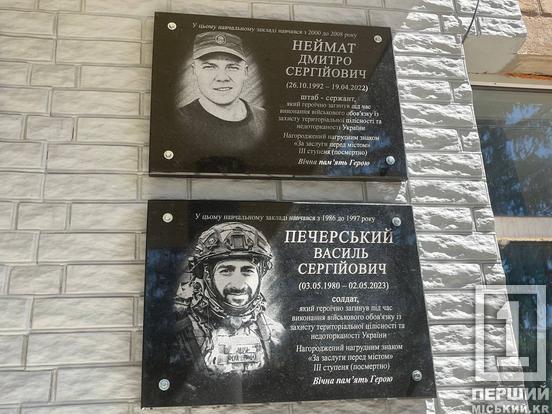 У цьому навчальному закладі навчався з 2000 до 2008 року
НЕЙМАТ
ДМИТРО
СЕРГІЙОВИЧ
(26.10.1992 – 19.04.2022)
штаб - сержант,
який героїчно загинув під час
виконання військового обов'язку із
захисту територіальної цілісності та
недоторканості України
Нагороджений нагрудним знаком
«За заслуги перед містом»
ІІІ ступеня (посмертно)
Вічна пам'ять Герою
У цьому навчальному закладі навчався з 1986 до 1997 року
ПЕЧЕРСЬКИЙ
ВАСИЛЬ
СЕРГІЙОВИЧ
(03.05.1980 – 02.05.2023)
солдат,
який героїчно загинув під час
виконання військового обов'язку із
захисту територіальної цілісності та
недоторканості України
Нагороджений нагрудним знаком
«За заслуги перед містом»
ІІІ ступеня (посмертно)
Вічна пам'ять Герою
1
ПЕРШИЙ
МІСЬКИЙ.KR